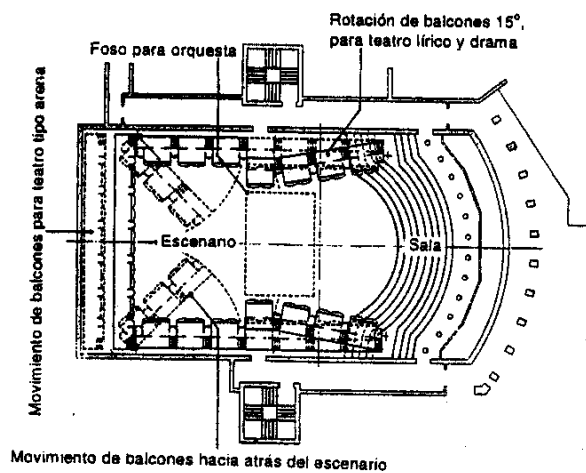 Rotación de balcones 15°,
para teatro lírico y drama
Foso para orquesta
Movimiento de balcones para teatro tipo arena
Escenario
Sala
Movimiento de balcones hacia atrás del escenario